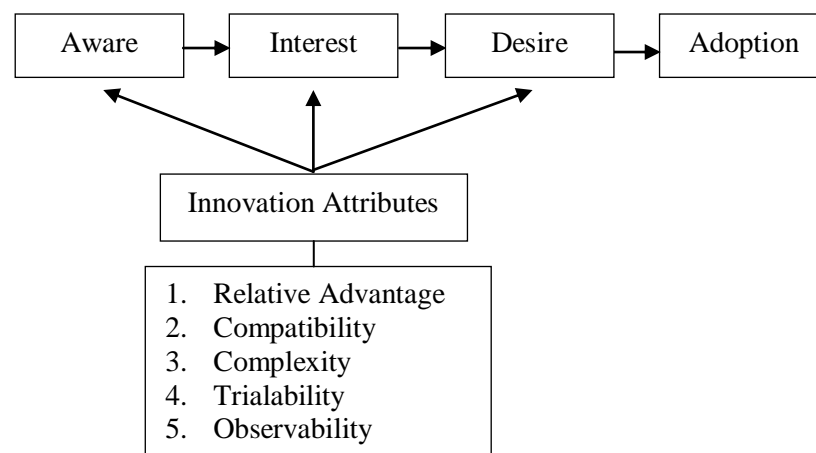 Aware
Interest
Desire
Adoption
Innovation Attributes
1. Relative Advantage
2. Compatibility
3. Complexity
4. Trialability
5. Observability